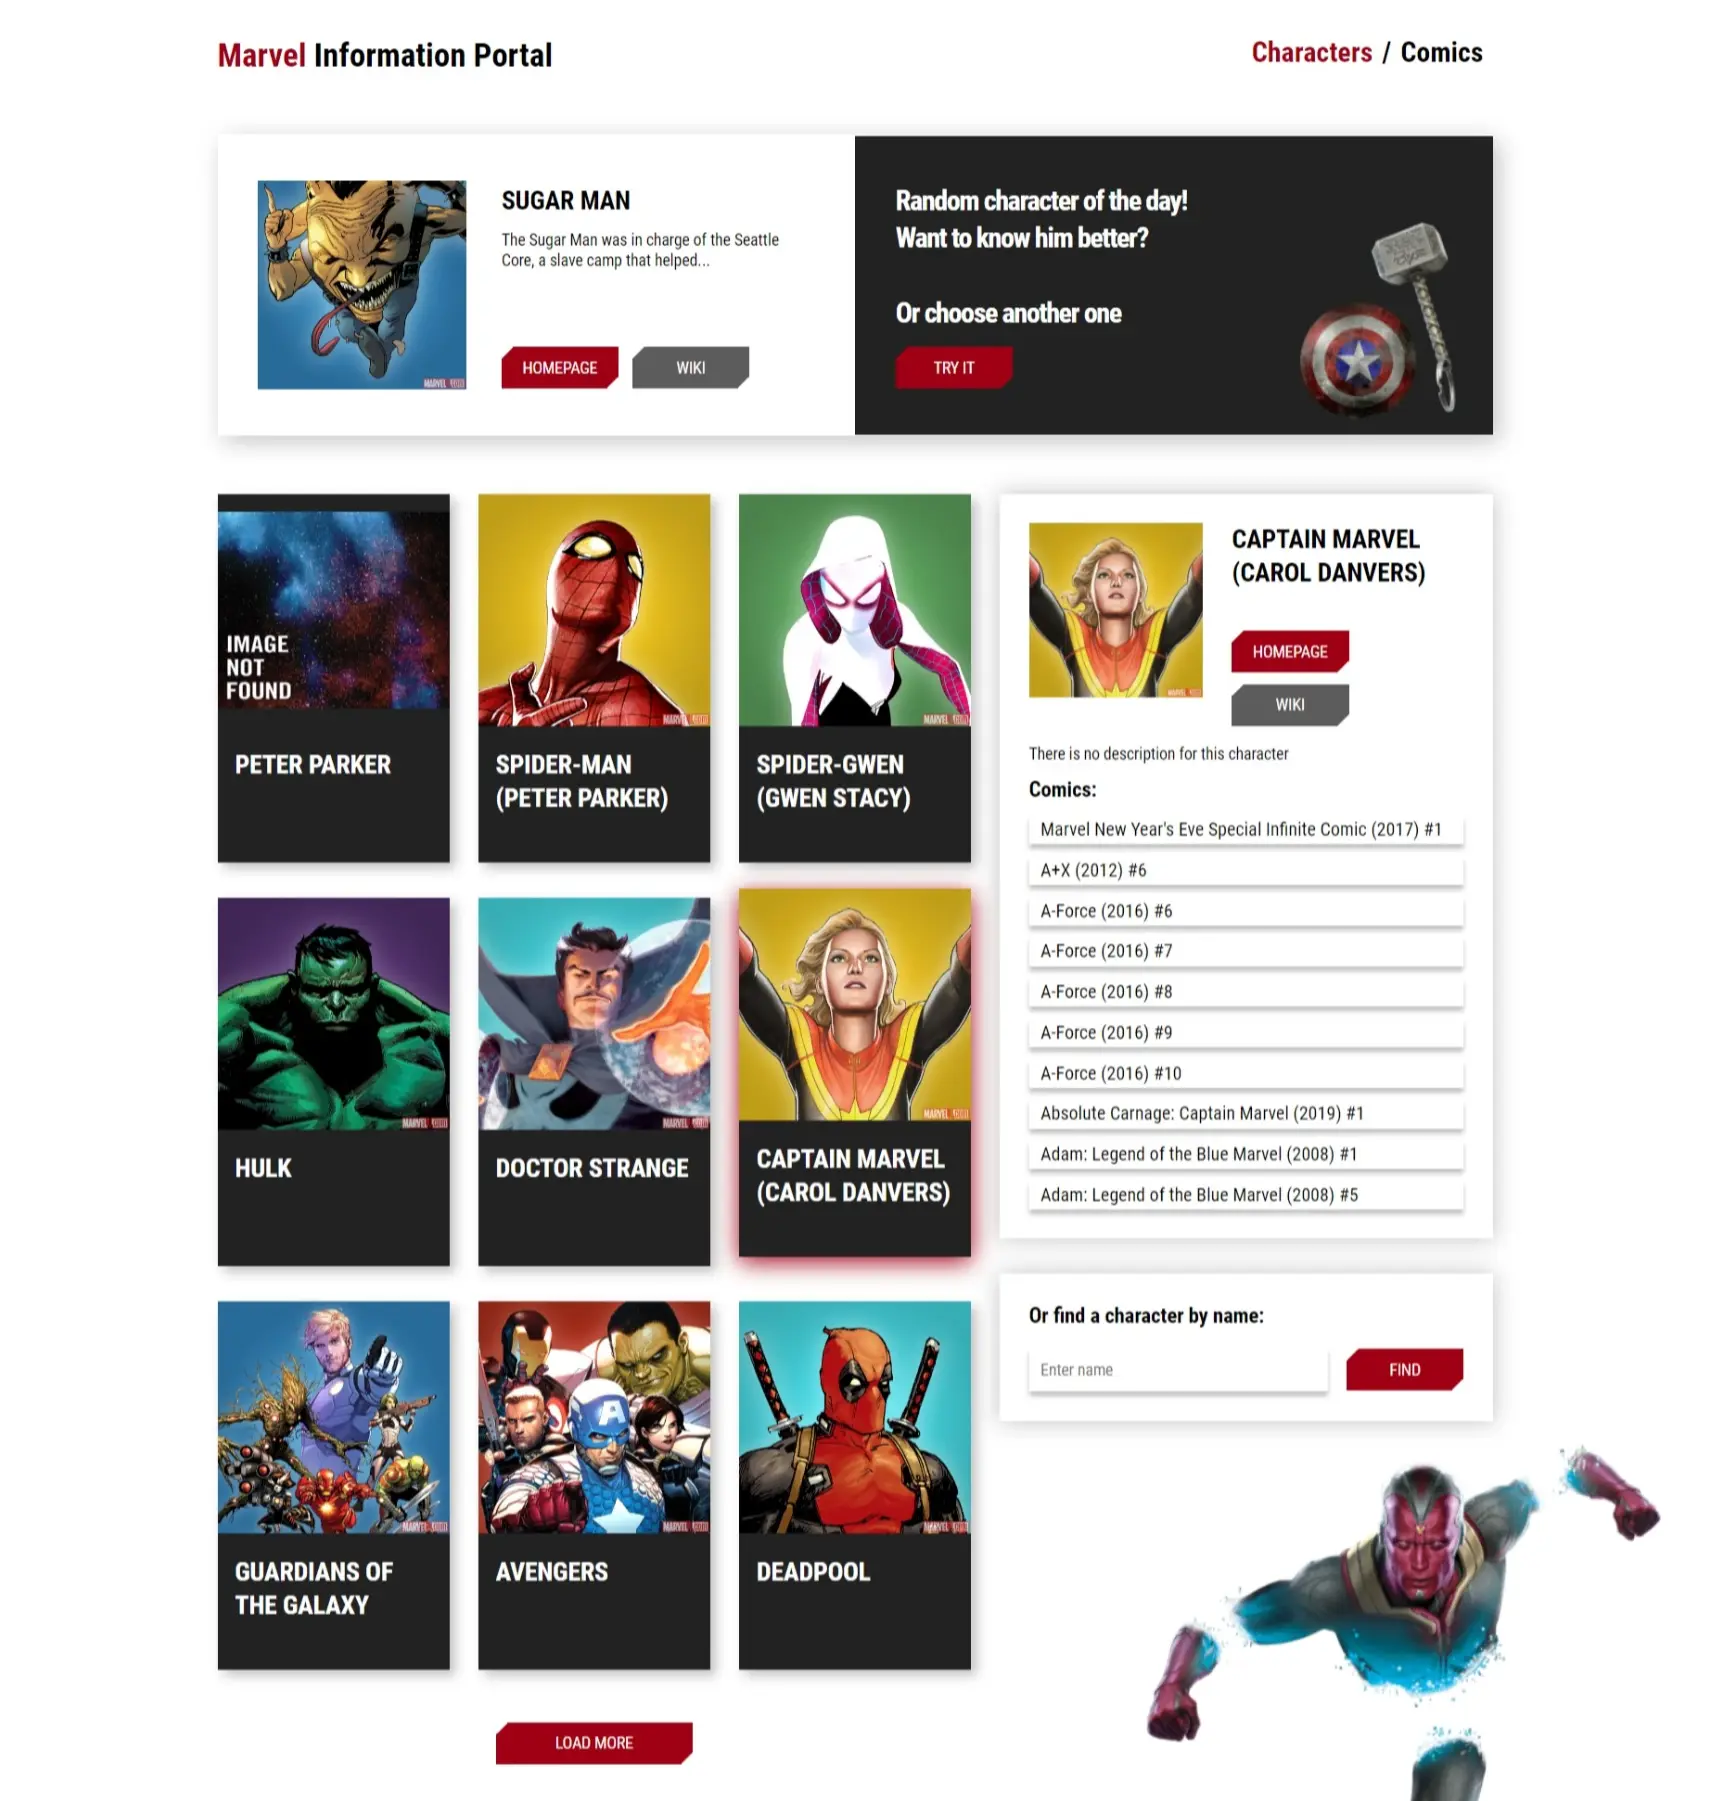 Marvel Information Portal
Characters / Comics
SUGAR MAN
The Sugar Man was in charge of the Seattle
Core, a slave camp that helped...
HOMEPAGE
WIKI
Random character of the day!
Want to know him better?
Or choose another one
TRY IT
IMAGE
NOT
FOUND
PETER PARKER
SPIDER-MAN
(PETER PARKER)
SPIDER-GWEN
(GWEN STACY)
HULK
DOCTOR STRANGE
CAPTAIN MARVEL
(CAROL DANVERS)
GUARDIANS OF
THE GALAXY
AVENGERS
DEADPOOL
LOAD MORE
CAPTAIN MARVEL
(CAROL DANVERS)
HOMEPAGE
WIKI
There is no description for this character
Comics:
Marvel New Year's Eve Special Infinite Comic (2017) #1
A+X (2012) #6
A-Force (2016) #6
A-Force (2016) #7
A-Force (2016) #8
A-Force (2016) #9
A-Force (2016) #10
Absolute Carnage: Captain Marvel (2019) #1
Adam: Legend of the Blue Marvel (2008) #1
Adam: Legend of the Blue Marvel (2008) #5
Or find a character by name:
Enter name
FIND